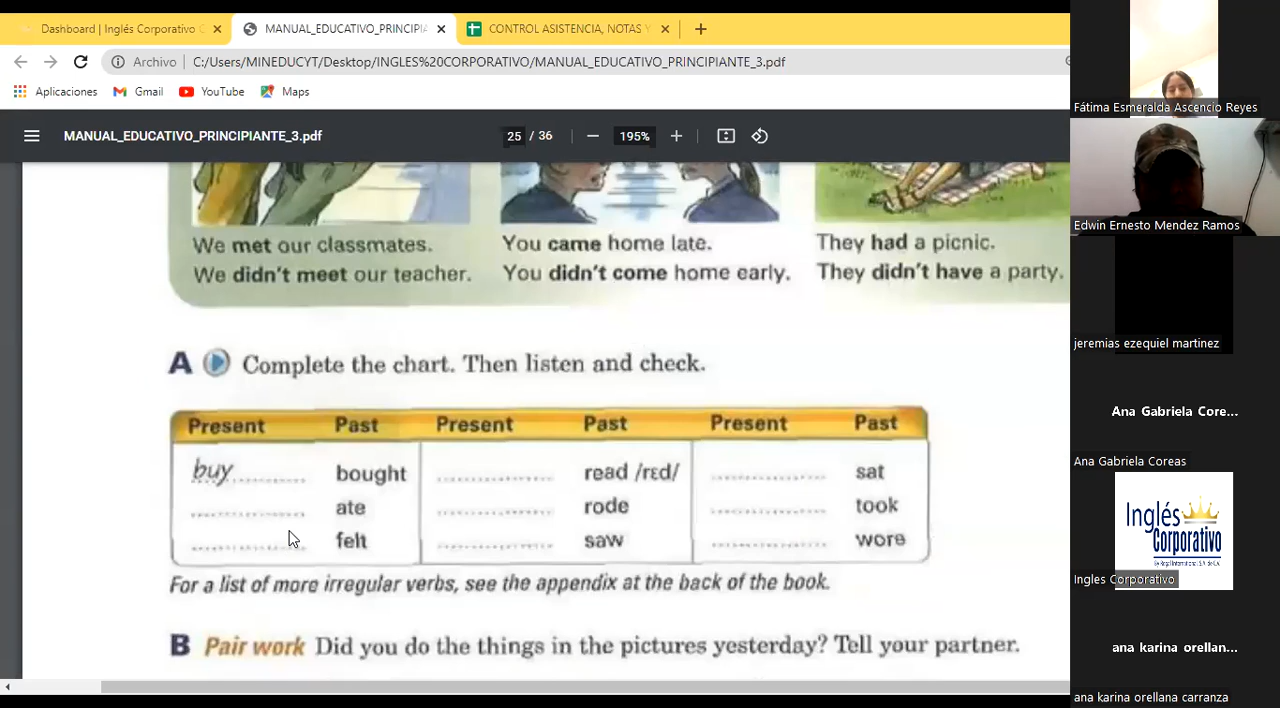 Dashboard | Inglés Corporativo C
MANUAL_EDUCATIVO_PRINCIPIA
CONTROL ASISTENCIA, NOTAS Y
Archivo
C:/Users/MINEDUCYT/Desktop/INGLES%20CORPORATIVO/MANUAL_EDUCATIVO_PRINCIPIANTE_3.pdf
Aplicaciones Gmail YouTube Maps
MANUAL_EDUCATIVO_PRINCIPIANTE_3.pdf 25 / 36 195%
We met our classmates.
We didn't meet our teacher.
You came home late.
You didn't come home early.
They had a picnic.
They didn't have a party.
A Complete the chart. Then listen and check.
Present Past Present Past Present Past
buy bought read /rɛd/ sat
ate rode took
felt saw wore
For a list of more irregular verbs, see the appendix at the back of the book.
B Pair work Did you do the things in the pictures yesterday? Tell your partner.
Fátima Esmeralda Ascencio Reyes
Edwin Ernesto Mendez Ramos
jeremias ezequiel martinez
Ana Gabriela Core...
Ana Gabriela Coreas
Inglés
Corporativo
Ingles Corporativo
ana karina orellan...
ana karina orellana carranza